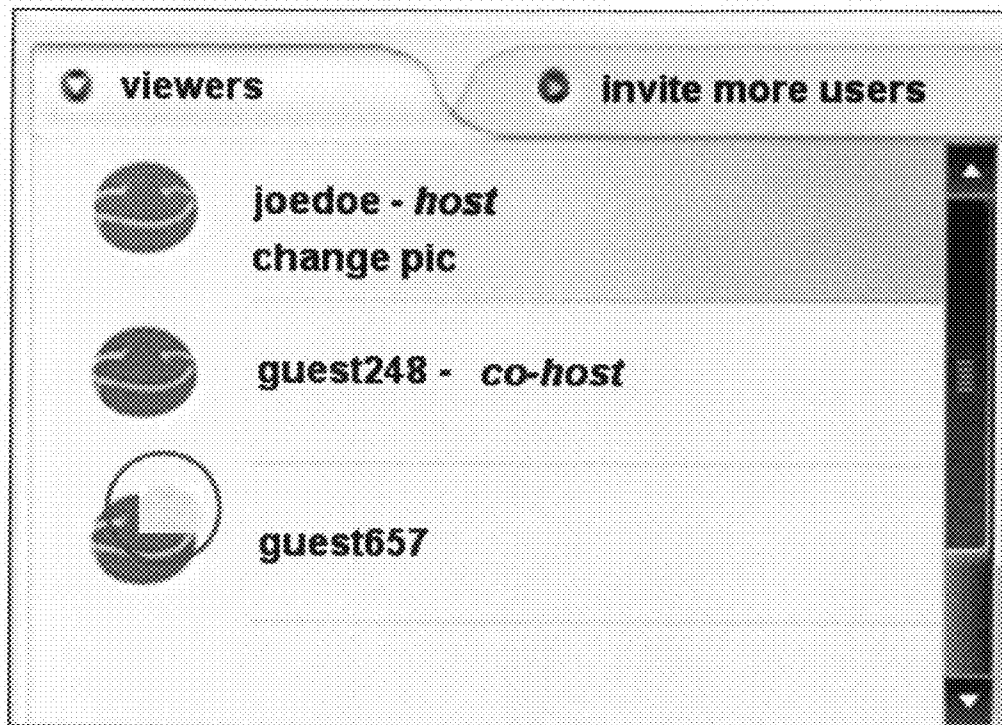 viewers
invite more users
joedoe - host
change pic
guest248 - co-host
guest657